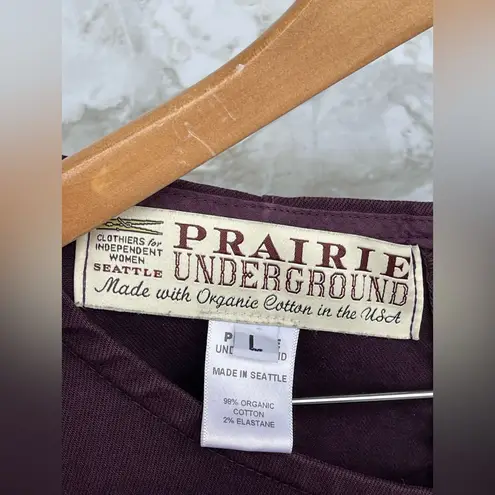 CLOTHIERS for
INDEPENDENT
WOMEN
SEATTLE
PRAIRIE
UNDERGROUND
Made with Organic Cotton in the USA
L
MADE IN SEATTLE
98% ORGANIC
COTTON
2% ELASTANE